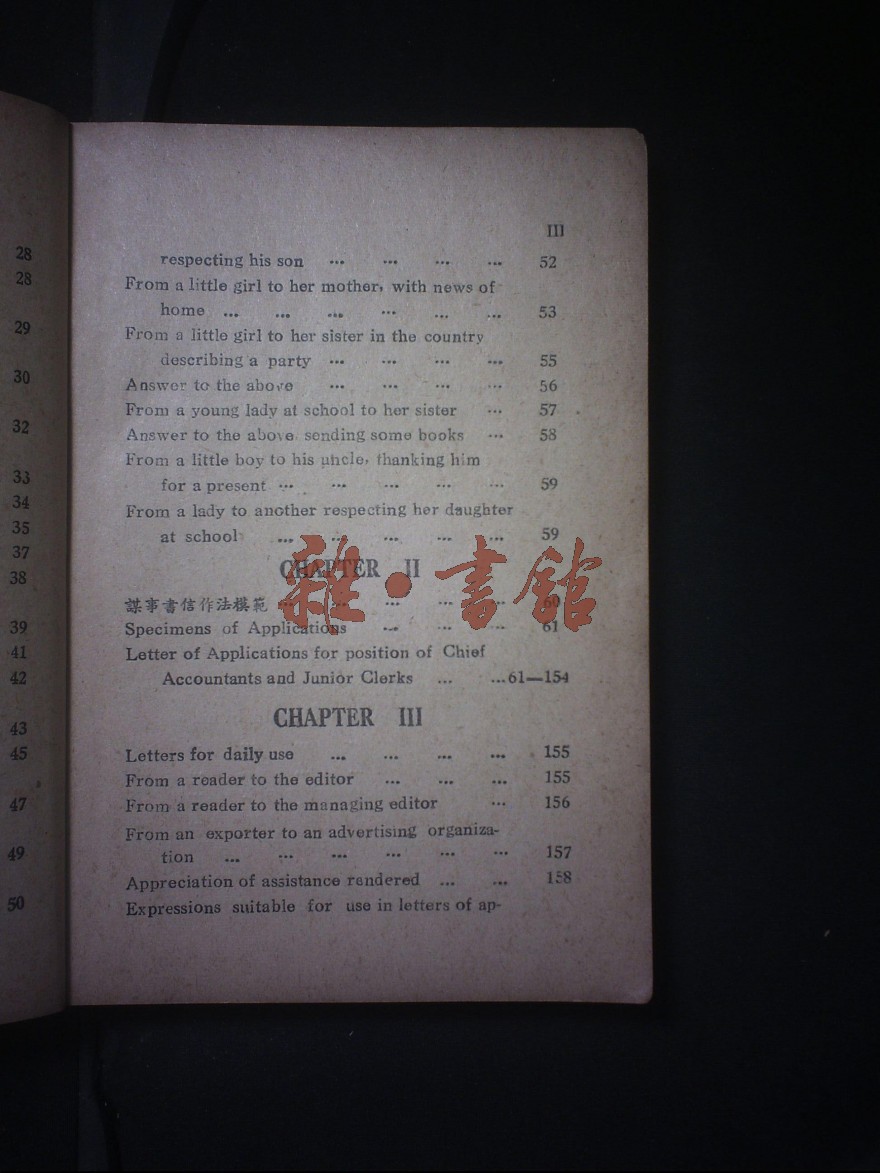 28
28
29
30
32
33
34
35
37
38
39
41
42
43
45
47
49
50
III
respecting his son ... ... ... ... 52
From a little girl to her mother, with news of
home ... ... ... ... ... ... 53
From a little girl to her sister in the country
describing a party ... ... ... ... 55
Answer to the above ... ... ... ... 56
From a young lady at school to her sister ... 57
Answer to the above, sending some books ... 58
From a little boy to his uncle, thanking him
for a present ... ... ... ... ... 59
From a lady to another respecting her daughter
at school ... ... ... ... ... 59
CHAPTER II
謀事書信作法模範 ... ... ... ... ... 60
Specimens of Applications ... ... ... 61
Letter of Applications for position of Chief
Accountants and Junior Clerks ... ...61—154
CHAPTER III
Letters for daily use ... ... ... ... 155
From a reader to the editor ... ... ... 155
From a reader to the managing editor ... 156
From an exporter to an advertising organiza-
tion ... ... ... ... ... ... 157
Appreciation of assistance rendered ... ... 158
Expressions suitable for use in letters of ap-
雜·書館